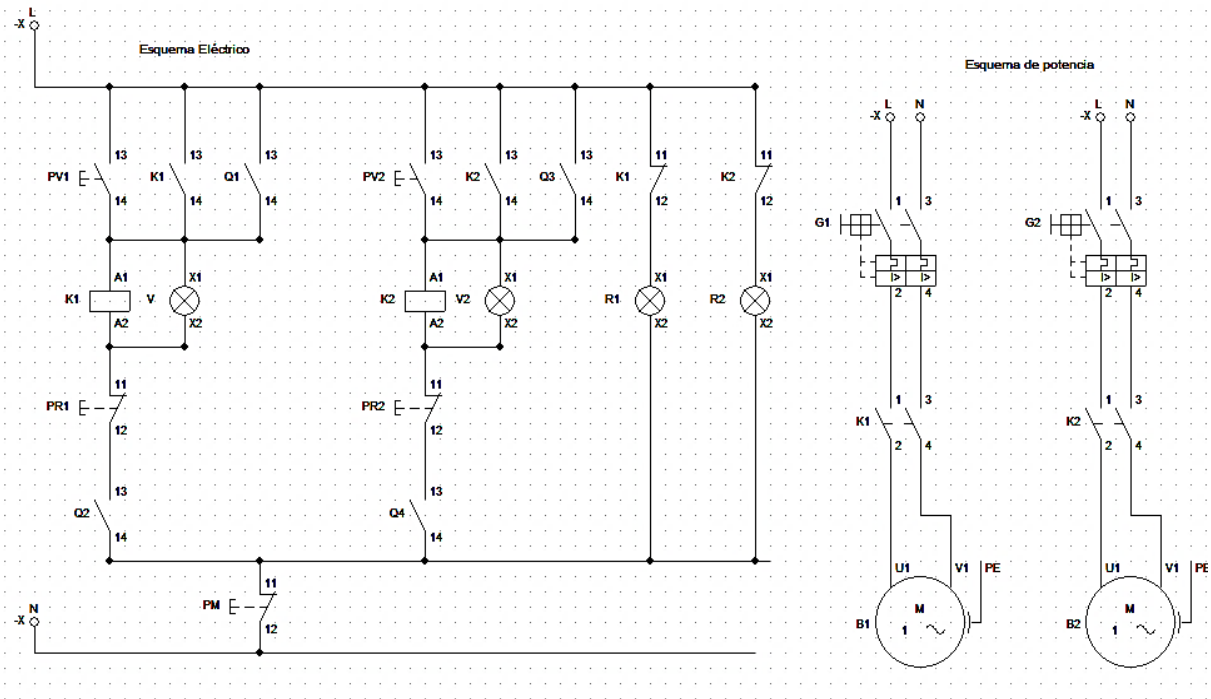 L
-X
Esquema Eléctrico
Esquema de potencia
L N
-X
L N
-X
13 13 13 13 13 13 11 11
PV1 K1 Q1 PV2 K2 Q3 K1 K2
14 14 14 14 14 14 12 12
1 3 1 3
G1 G2
I> I> I> I>
2 4 2 4
A1 X1 A1 X1 X1 X1
K1 V K2 V2 R1 R2
A2 X2 A2 X2 X2 X2
11 11
PR1 PR2
12 12
1 3 1 3
K1 K2
2 4 2 4
13 13
Q2 Q4
14 14
U1 V1 PE U1 V1 PE
11
PM
12
N
-X
M M
B1 1 B2 1